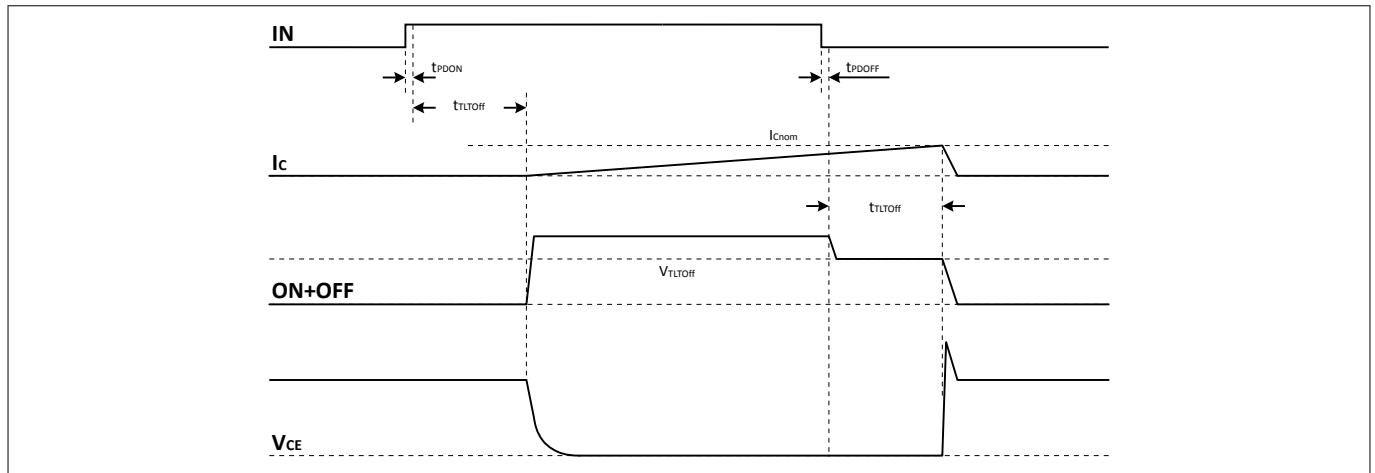 IN
tPDON
tPDOFF
tTLTOff
ICnom
IC
tTLTOff
VTLTOff
ON+OFF
VCE